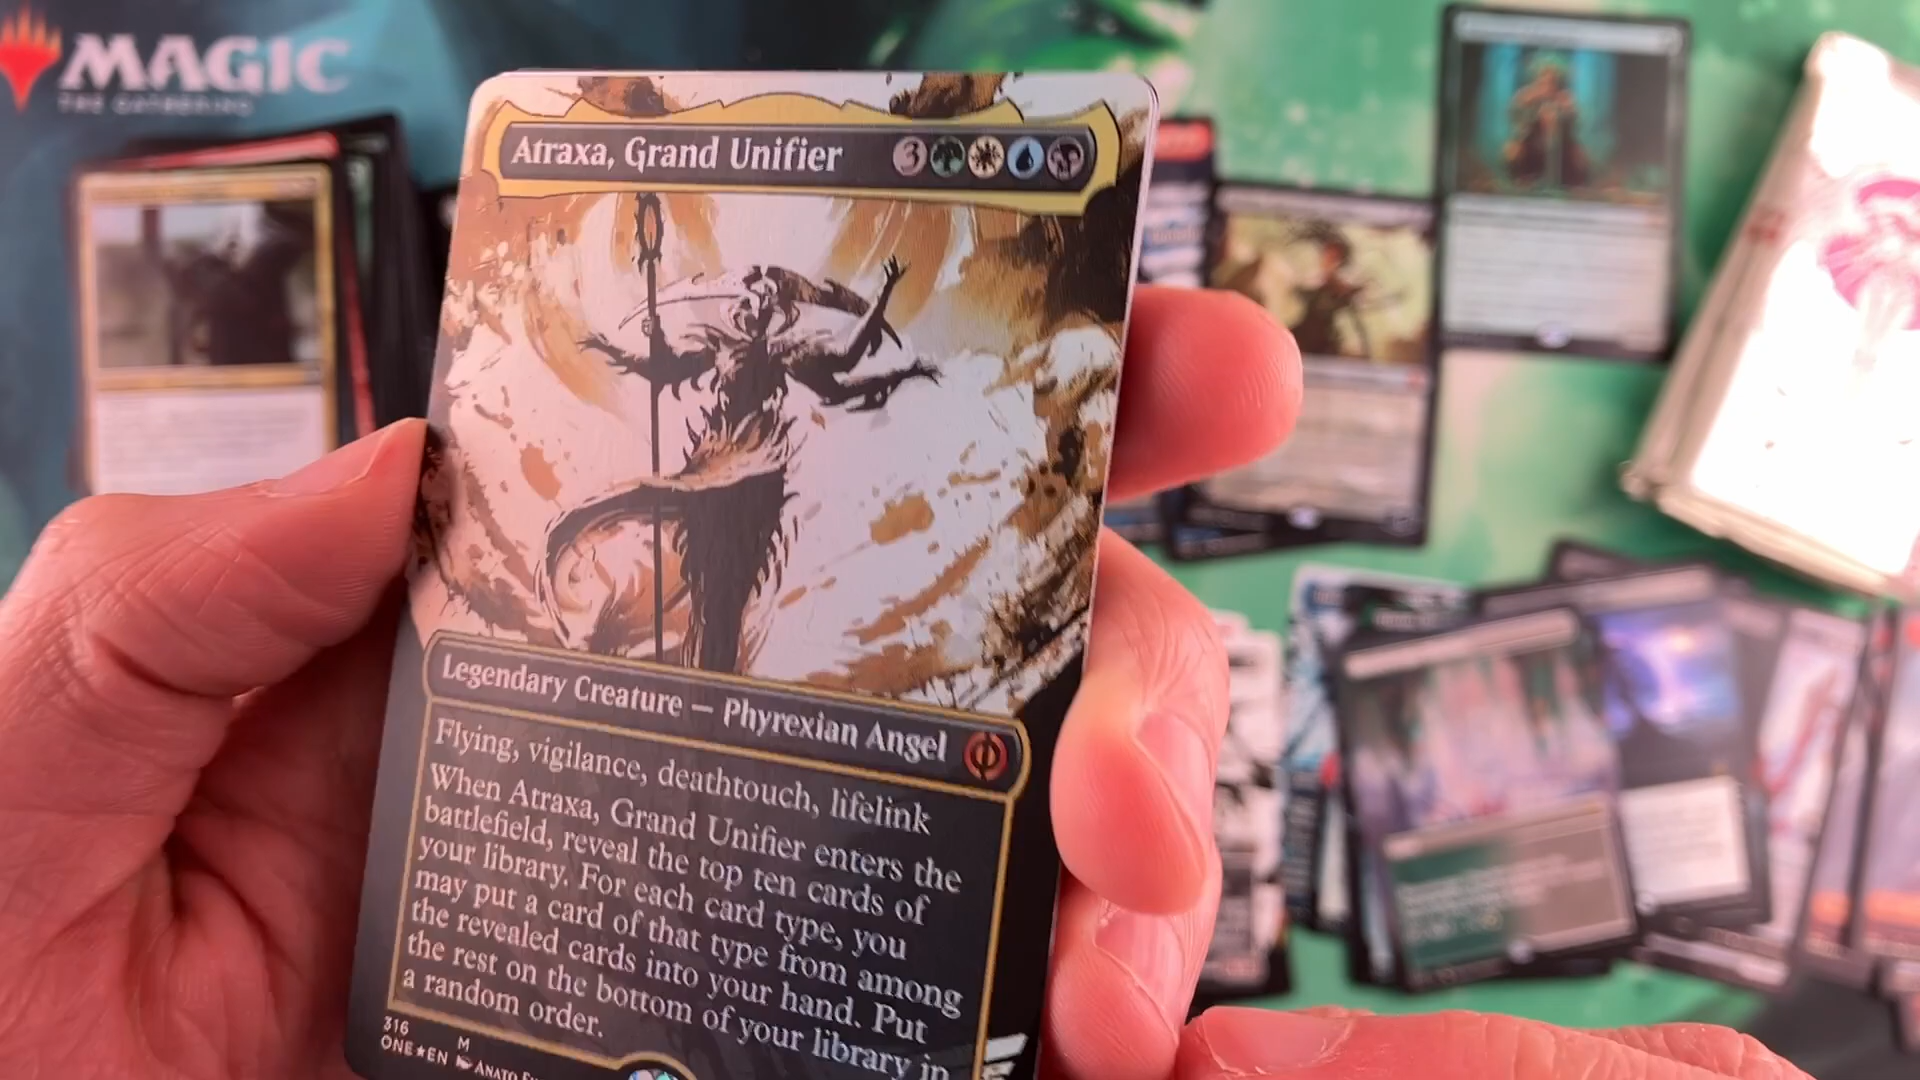 MAGIC
THE GATHERING
Atraxa, Grand Unifier 3
Legendary Creature — Phyrexian Angel
Flying, vigilance, deathtouch, lifelink
When Atraxa, Grand Unifier enters the
battlefield, reveal the top ten cards of
your library. For each card type, you
may put a card of that type from among
the revealed cards into your hand. Put
the rest on the bottom of your library in
a random order.
316 M
ONE★EN ANATO